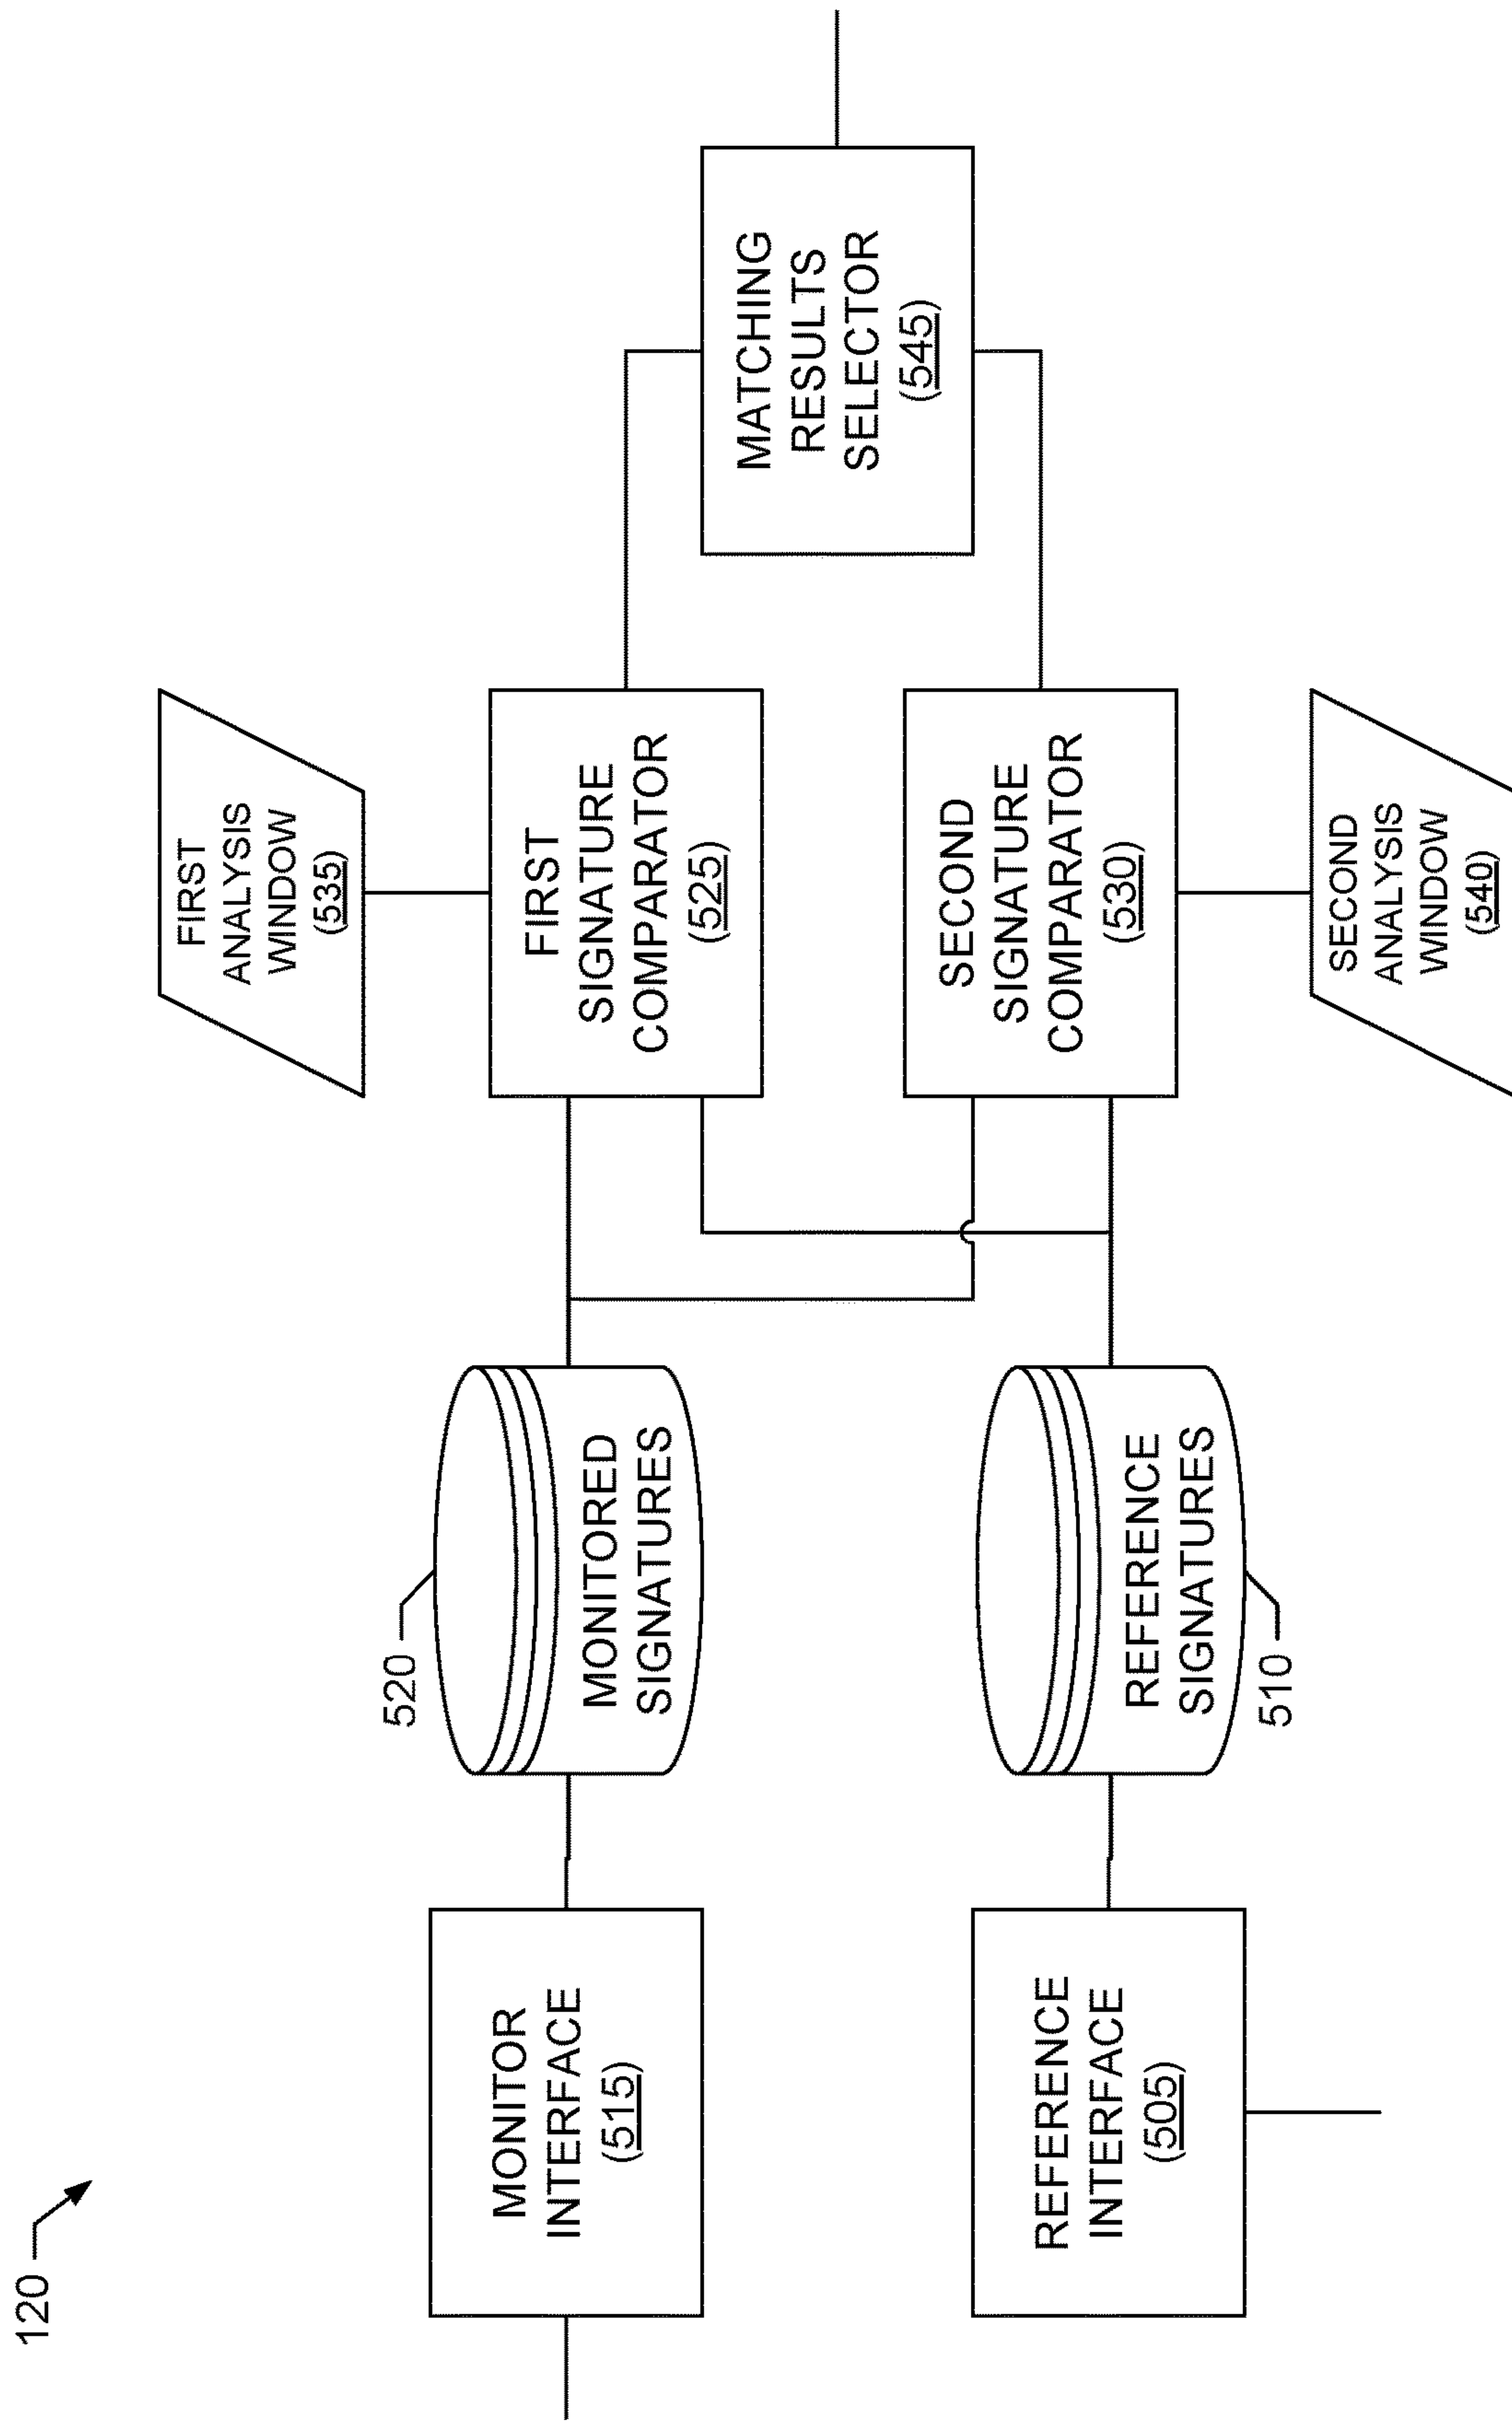 120
MONITOR
INTERFACE
(515)
520
MONITORED
SIGNATURES
REFERENCE
INTERFACE
(505)
REFERENCE
SIGNATURES
510
FIRST
ANALYSIS
WINDOW
(535)
FIRST
SIGNATURE
COMPARATOR
(525)
SECOND
SIGNATURE
COMPARATOR
(530)
SECOND
ANALYSIS
WINDOW
(540)
MATCHING
RESULTS
SELECTOR
(545)